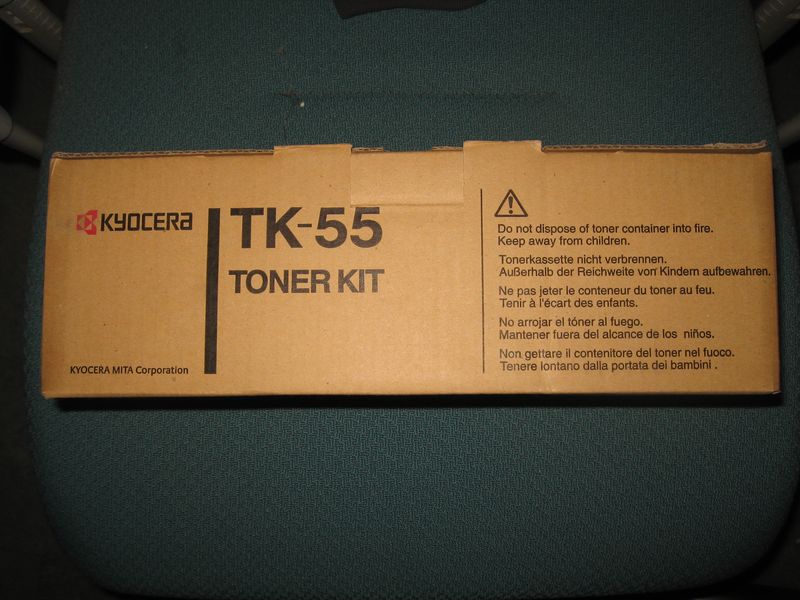 KYOCERA
TK-55
TONER KIT
KYOCERA MITA Corporation
Do not dispose of toner container into fire.
Keep away from children.
Tonerkassette nicht verbrennen.
Außerhalb der Reichweite von Kindern aufbewahren.
Ne pas jeter le conteneur du toner au feu.
Tenir à l'écart des enfants.
No arrojar el tóner al fuego.
Mantener fuera del alcance de los niños.
Non gettare il contenitore del toner nel fuoco.
Tenere lontano dalla portata dei bambini .